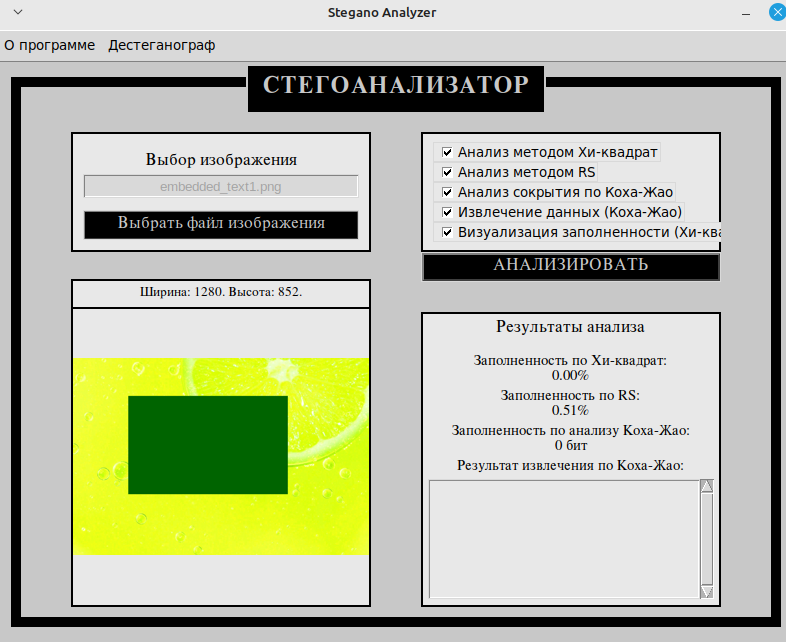 Stegano Analyzer
О программе Дестеганограф
СТЕГОАНАЛИЗАТОР
Выбор изображения
embedded_text1.png
Выбрать файл изображения
Ширина: 1280. Высота: 852.
Анализ методом Хи-квадрат
Анализ методом RS
Анализ сокрытия по Коха-Жао
Извлечение данных (Коха-Жао)
Визуализация заполненности (Хи-ква
АНАЛИЗИРОВАТЬ
Результаты анализа
Заполненность по Хи-квадрат:
0.00%
Заполненность по RS:
0.51%
Заполненность по анализу Коха-Жао:
0 бит
Результат извлечения по Коха-Жао: